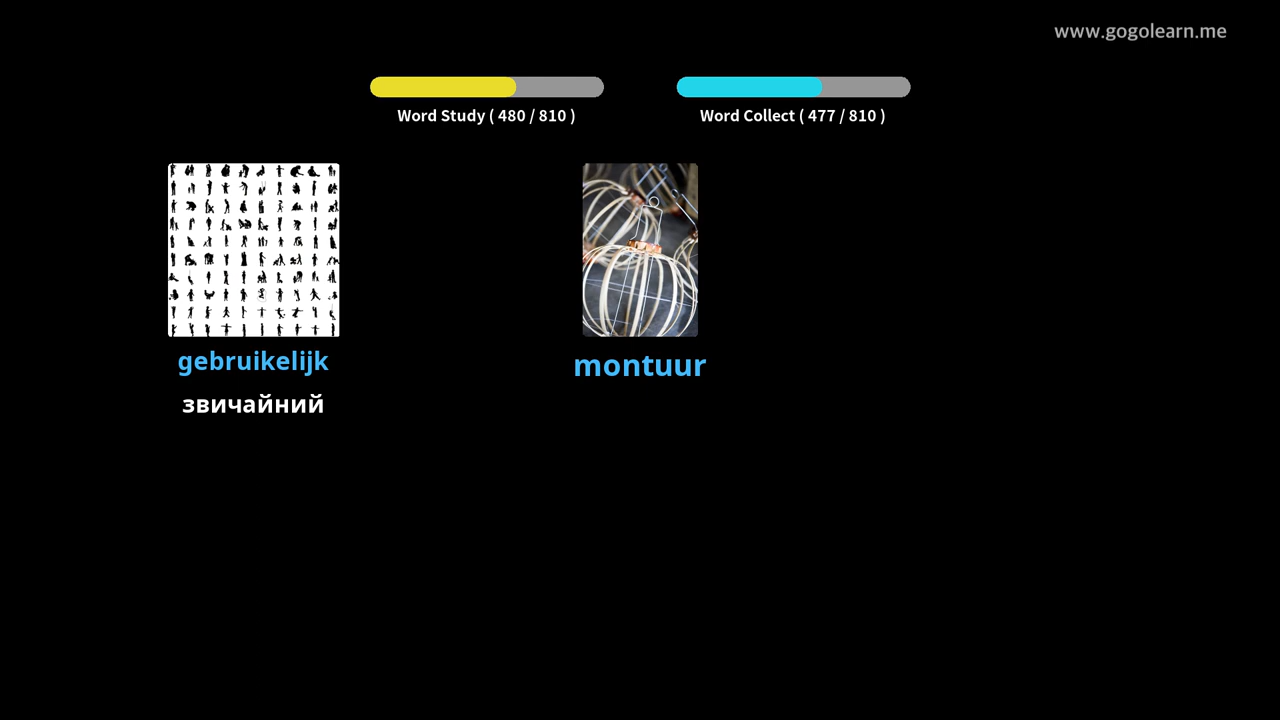 www.gogolearn.me
Word Study ( 480 / 810 )
Word Collect ( 477 / 810 )
gebruikelijk
звичайний
montuur